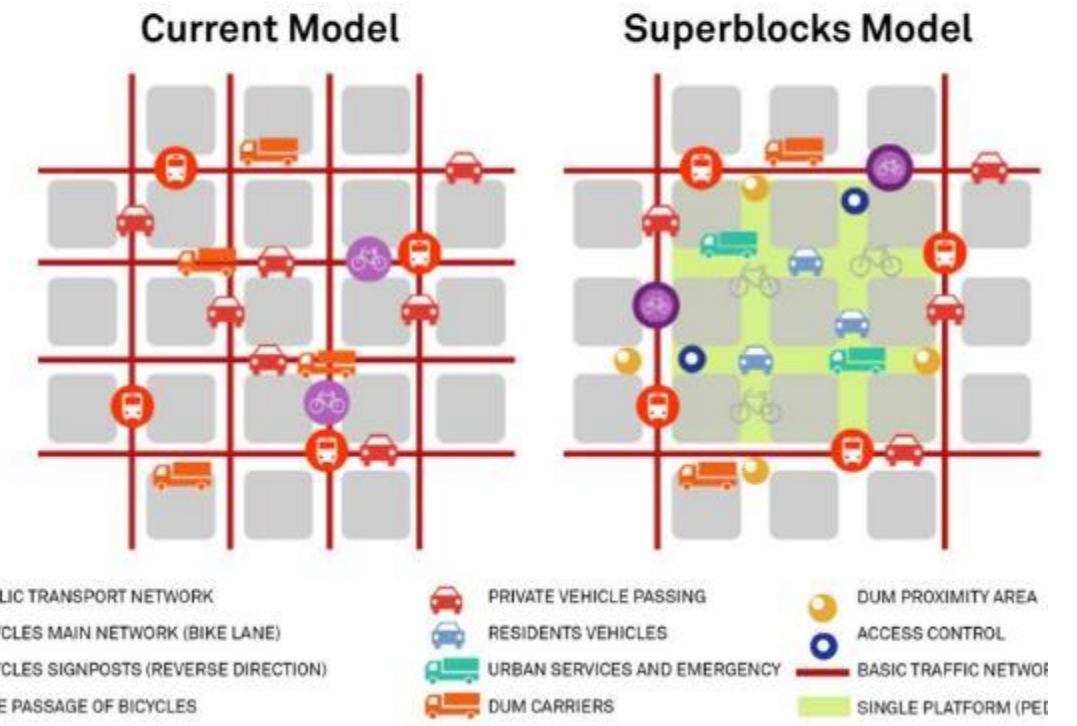 Current Model
Superblocks Model
LIC TRANSPORT NETWORK
CLES MAIN NETWORK (BIKE LANE)
CLES SIGNPOSTS (REVERSE DIRECTION)
E PASSAGE OF BICYCLES
PRIVATE VEHICLE PASSING
RESIDENTS VEHICLES
URBAN SERVICES AND EMERGENCY
DUM CARRIERS
DUM PROXIMITY AREA
ACCESS CONTROL
BASIC TRAFFIC NETWOR
SINGLE PLATFORM (PED